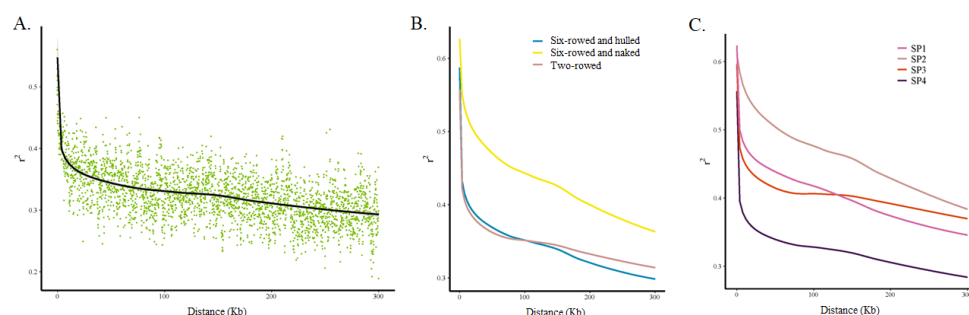 A.
r²
0.5
0.4
0.3
0.2
0
100
200
300
Distance (Kb)
B.
Six-rowed and hulled
Six-rowed and naked
Two-rowed
r²
0.6
0.5
0.4
0.3
0
100
200
300
Distance (Kb)
C.
SP1
SP2
SP3
SP4
r²
0.6
0.5
0.4
0.3
0
100
200
300
Distance (Kb)